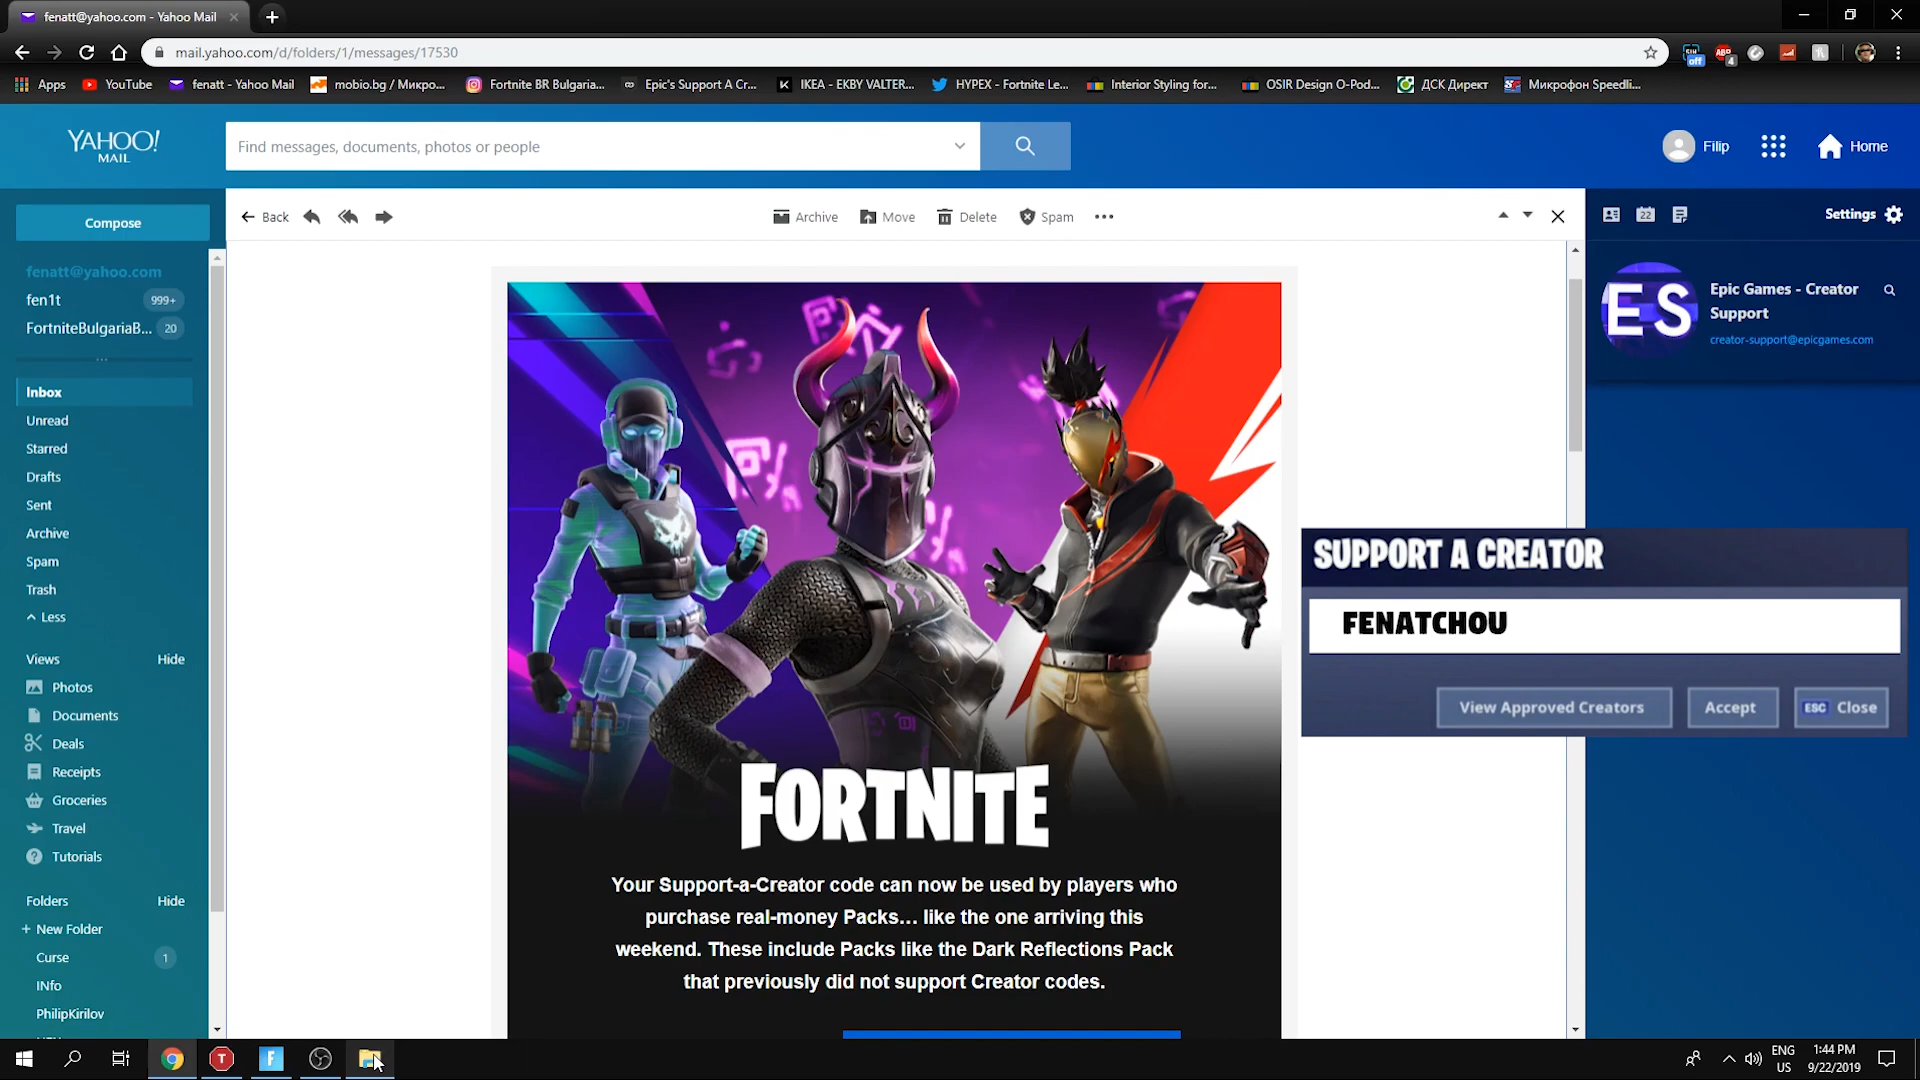 fenatt@yahoo.com - Yahoo Mail
mail.yahoo.com/d/folders/1/messages/17530
Apps
YouTube
fenatt - Yahoo Mail
mobio.bg / Микро...
Fortnite BR Bulgaria...
Epic's Support A Cr...
IKEA - EKBY VALTER...
HYPEX - Fortnite Le...
Interior Styling for...
OSIR Design O-Pod...
ДСК Директ
Микрофон Speedli...
YAHOO!
MAIL
Find messages, documents, photos or people
Filip
Home
Compose
Back
Archive
Move
Delete
Spam
22
Settings
fenatt@yahoo.com
fen1t 999+
FortniteBulgariaB... 20
Inbox
Unread
Starred
Drafts
Sent
Archive
Spam
Trash
Less
Views Hide
Photos
Documents
Deals
Receipts
Groceries
Travel
Tutorials
Folders Hide
+ New Folder
Curse 1
INfo
PhilipKirilov
ES
Epic Games - Creator
Support
creator-support@epicgames.com
SUPPORT A CREATOR
FENATCHOU
View Approved Creators
Accept
ESC Close
FORTNITE
Your Support-a-Creator code can now be used by players who
purchase real-money Packs... like the one arriving this
weekend. These include Packs like the Dark Reflections Pack
that previously did not support Creator codes.
ENG
US
1:44 PM
9/22/2019